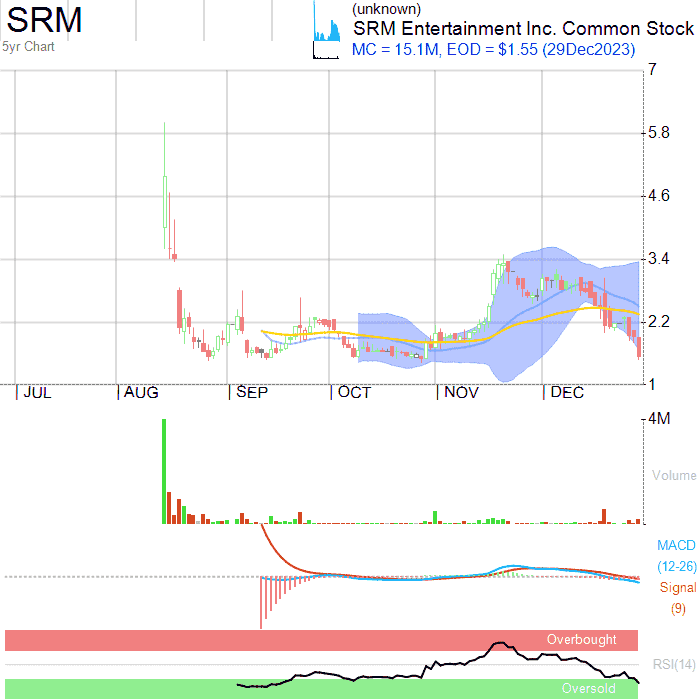 SRM
5yr Chart
(unknown)
SRM Entertainment Inc. Common Stock
MC = 15.1M, EOD = $1.55 (29Dec2023)
7
5.8
4.6
3.4
2.2
1
JUL AUG SEP OCT NOV DEC
4M
Volume
MACD
(12-26)
Signal
(9)
Overbought
RSI(14)
Oversold